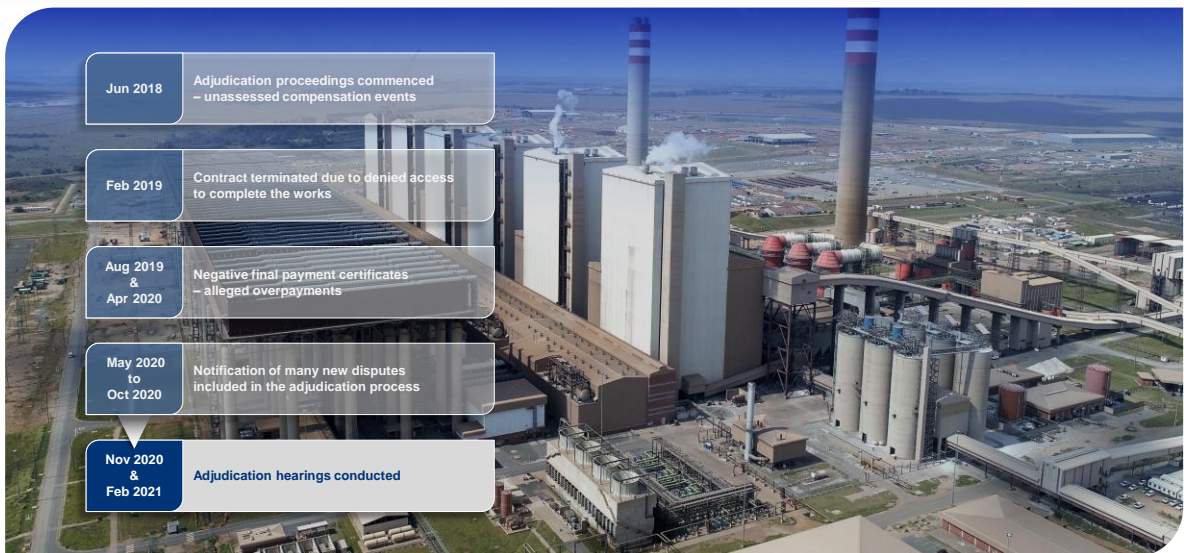 Jun 2018
Adjudication proceedings commenced
– unassessed compensation events
Feb 2019
Contract terminated due to denied access
to complete the works
Aug 2019
&
Apr 2020
Negative final payment certificates
– alleged overpayments
May 2020
to
Oct 2020
Notification of many new disputes
included in the adjudication process
Nov 2020
&
Feb 2021
Adjudication hearings conducted